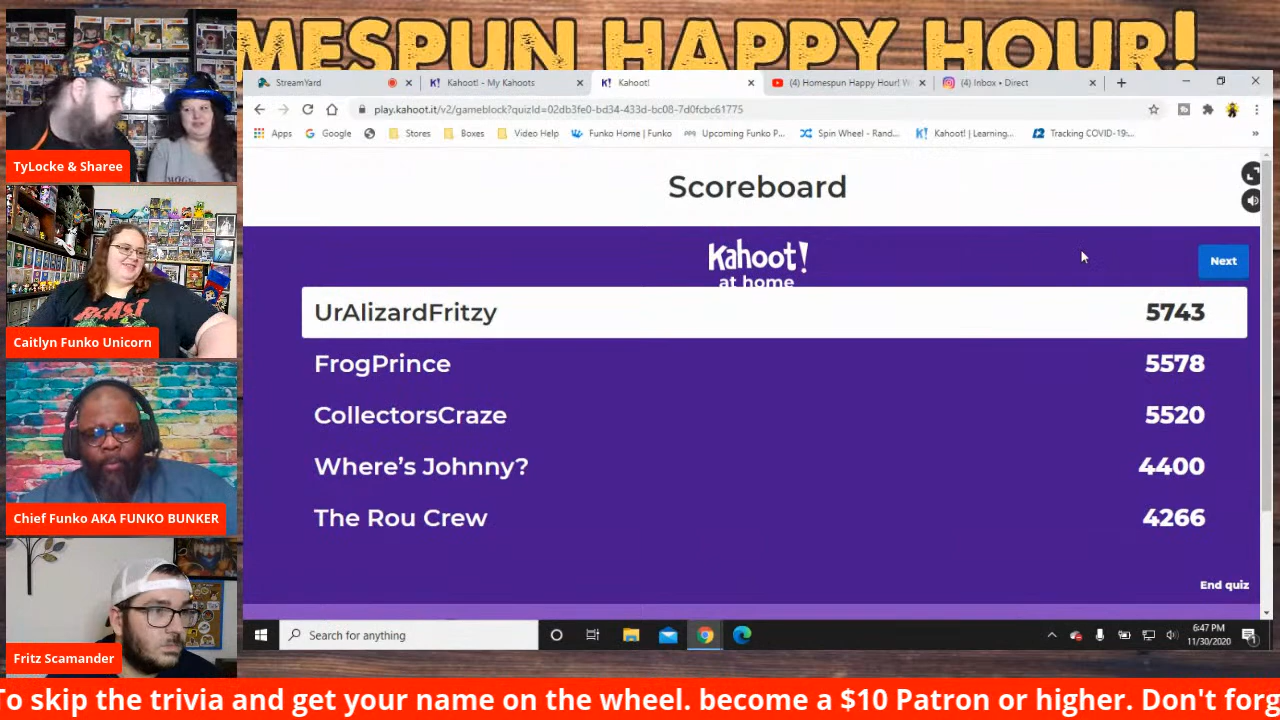 MESPUN HAPPY HOUR!
StreamYard
Kahoot! - My Kahoots
Kahoot!
(4) Homespun Happy Hour! W
(4) Inbox • Direct
play.kahoot.it/v2/gameblock?quizId=02db3fe0-bd34-433d-bc08-7d0fcbc61775
Apps
Google
Stores
Boxes
Video Help
Funko Home | Funko
Upcoming Funko P...
Spin Wheel - Rand...
Kahoot! | Learning...
Tracking COVID-19:...
Scoreboard
Kahoot!
at home
Next
UrAlizardFritzy 5743
FrogPrince 5578
CollectorsCraze 5520
Where's Johnny? 4400
The Rou Crew 4266
End quiz
Search for anything
6:47 PM
11/30/2020
TyLocke & Sharee
Caitlyn Funko Unicorn
Chief Funko AKA FUNKO BUNKER
Fritz Scamander
To skip the trivia and get your name on the wheel. become a $10 Patron or higher. Don't forg